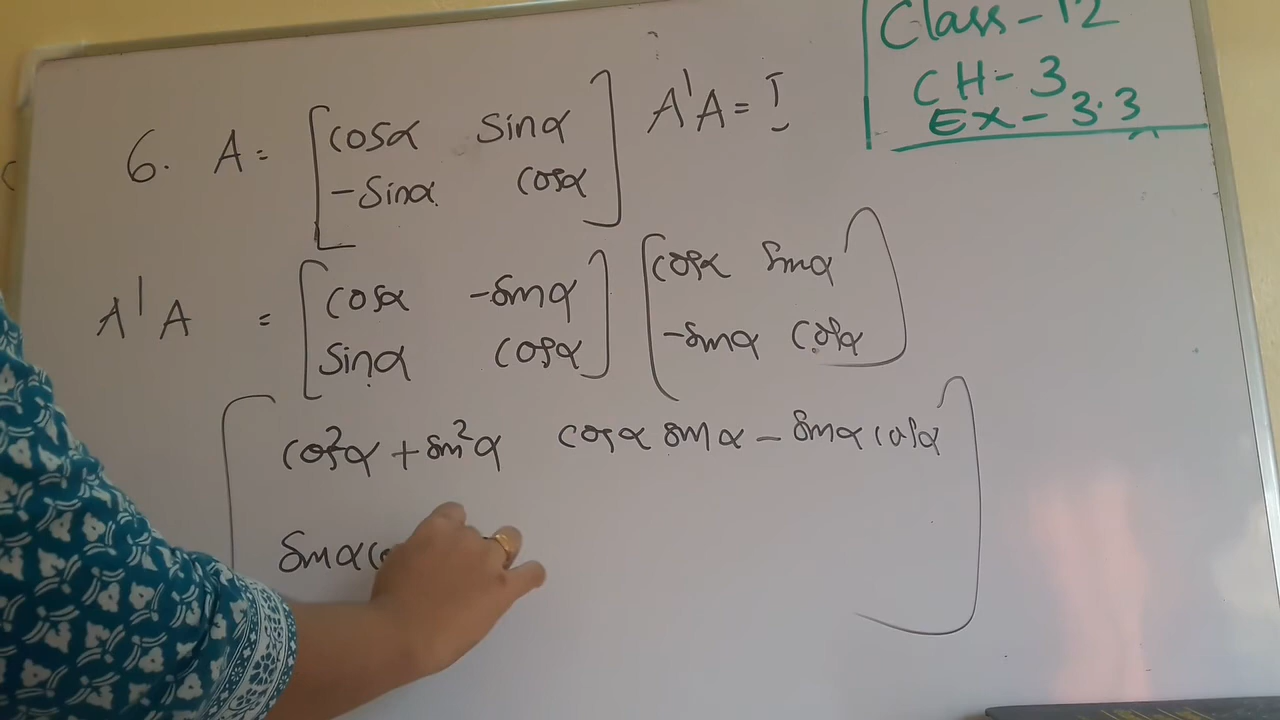 Class - 12
CH - 3
EX - 3.3
6. A = [cosα sinα] A'A = I
-sinα cosα
A'A = [cosα -sinα] [cosα sinα]
sinα cosα -sinα cosα
cos²α + sin²α cosα sinα - sinα cosα
sinα